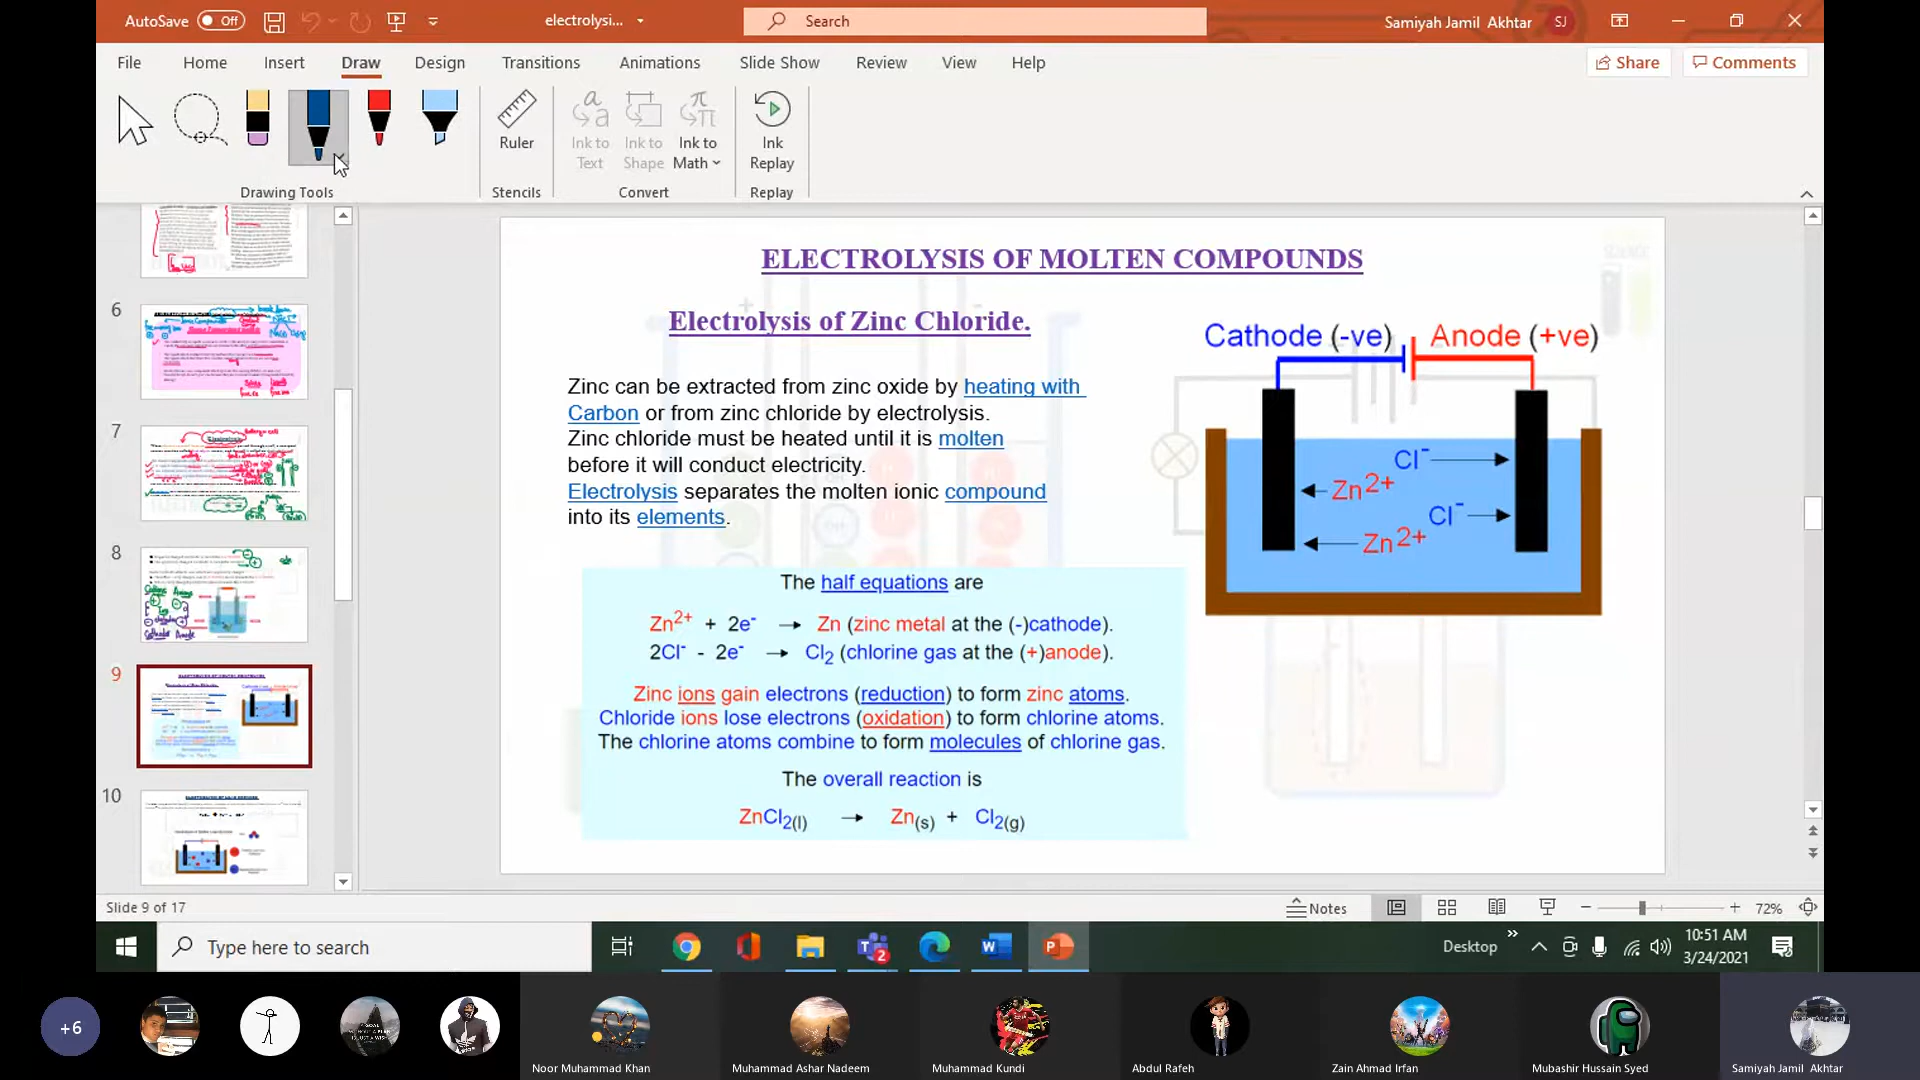 AutoSave Off electrolysi... Search Samiyah Jamil Akhtar SJ
File Home Insert Draw Design Transitions Animations Slide Show Review View Help Share Comments
Ruler Ink to Text Ink to Shape Ink to Math Ink Replay
Drawing Tools Stencils Convert Replay
6
7
8
9
10
ELECTROLYSIS OF MOLTEN COMPOUNDS
Electrolysis of Zinc Chloride.
Zinc can be extracted from zinc oxide by heating with
Carbon or from zinc chloride by electrolysis.
Zinc chloride must be heated until it is molten
before it will conduct electricity.
Electrolysis separates the molten ionic compound
into its elements.
Cathode (-ve) Anode (+ve)
Cl⁻
Zn²⁺
Cl⁻
Zn²⁺
The half equations are
Zn²⁺ + 2e⁻ → Zn (zinc metal at the (-)cathode).
2Cl⁻ - 2e⁻ → Cl₂ (chlorine gas at the (+)anode).
Zinc ions gain electrons (reduction) to form zinc atoms.
Chloride ions lose electrons (oxidation) to form chlorine atoms.
The chlorine atoms combine to form molecules of chlorine gas.
The overall reaction is
ZnCl₂(l) → Zn(s) + Cl₂(g)
Slide 9 of 17 Notes 72%
Type here to search Desktop 10:51 AM
3/24/2021
+6
Noor Muhammad Khan Muhammad Ashar Nadeem Muhammad Kundi Abdul Rafeh Zain Ahmad Irfan Mubashir Hussain Syed Samiyah Jamil Akhtar